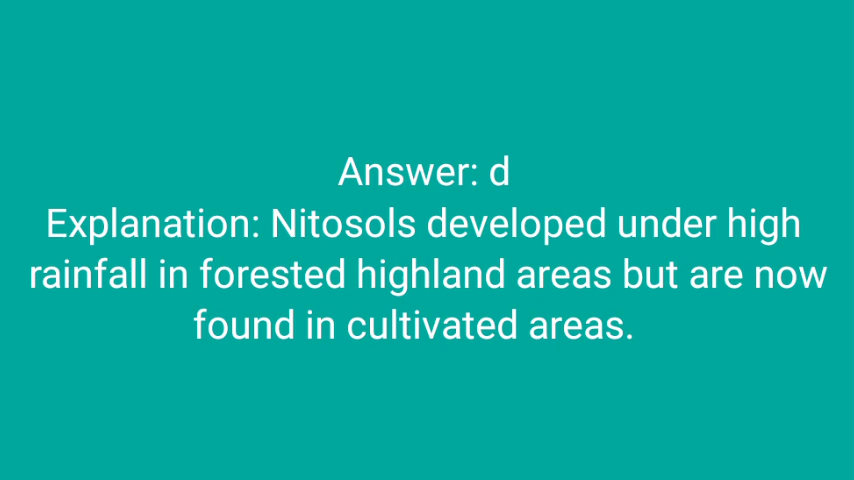 Answer: d
Explanation: Nitosols developed under high
rainfall in forested highland areas but are now
found in cultivated areas.